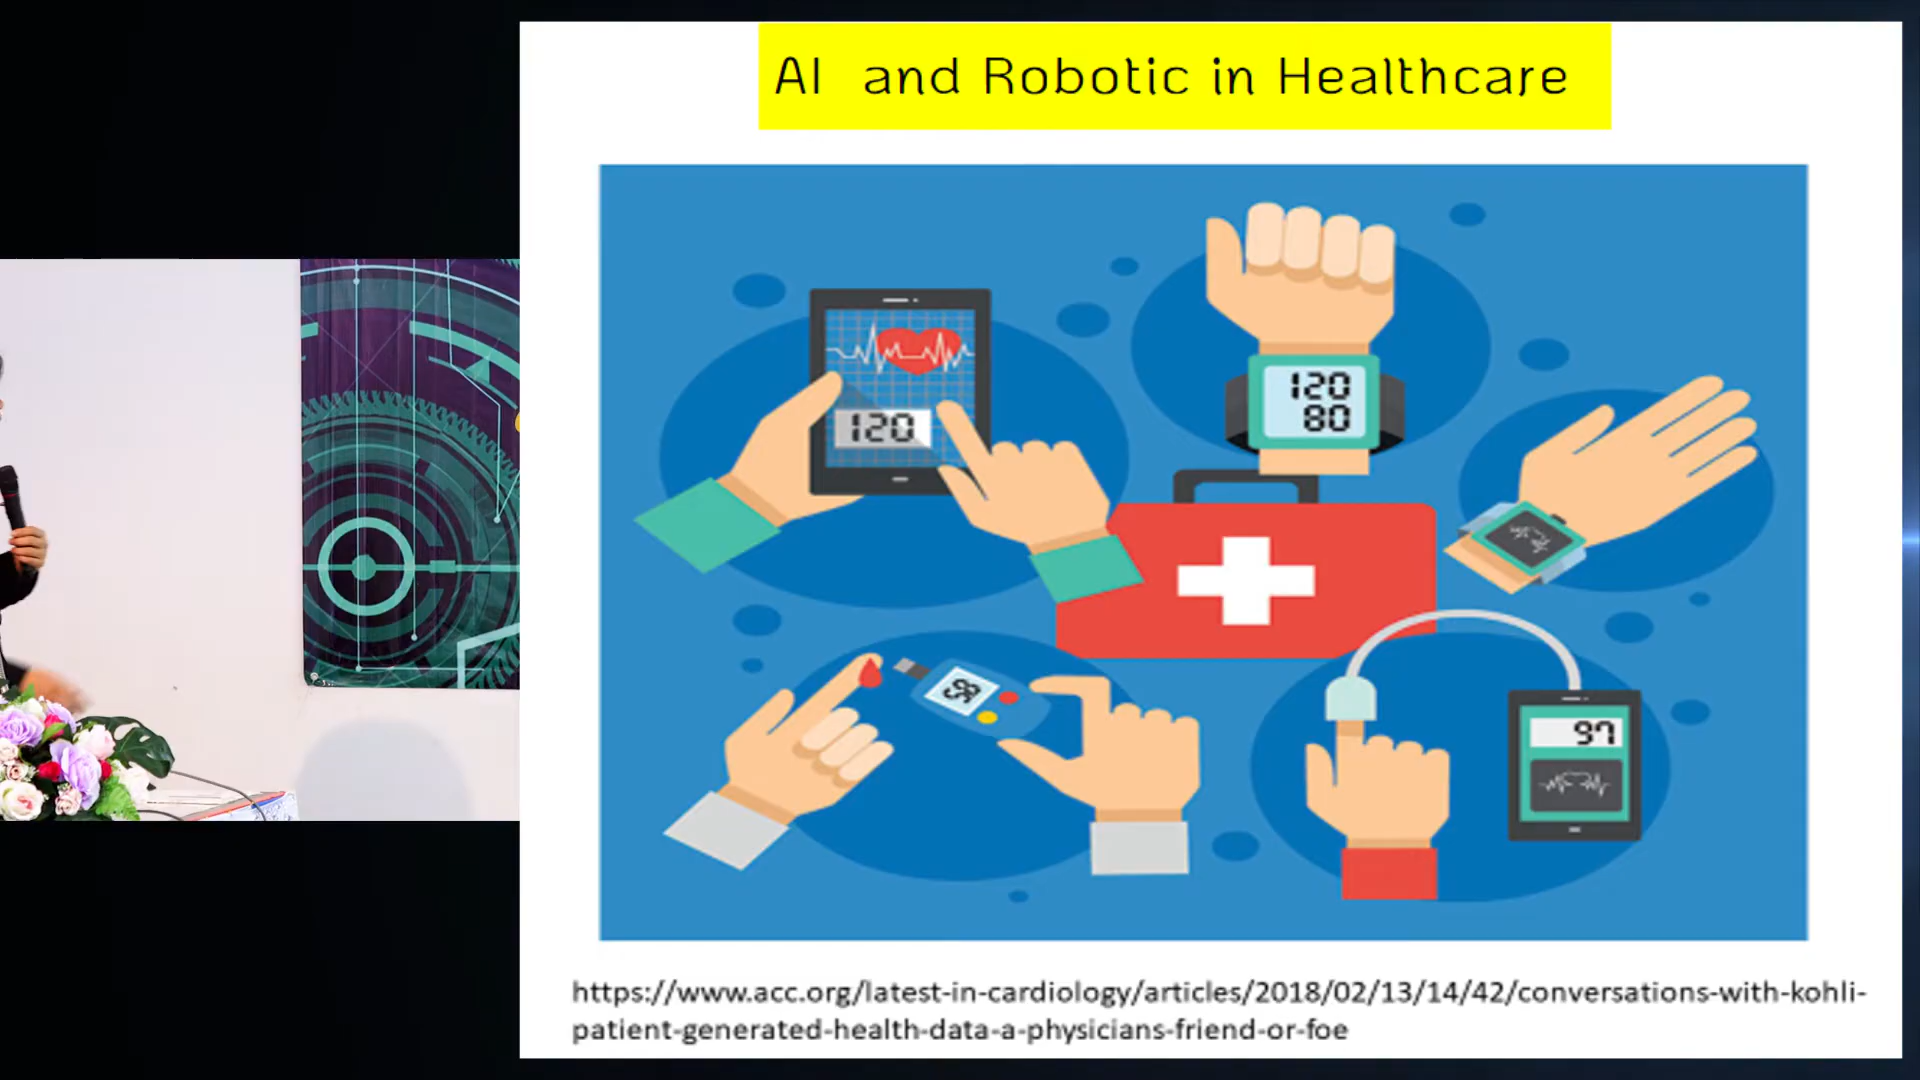 AI and Robotic in Healthcare
120
120
80
98
97
https://www.acc.org/latest-in-cardiology/articles/2018/02/13/14/42/conversations-with-kohli-
patient-generated-health-data-a-physicians-friend-or-foe